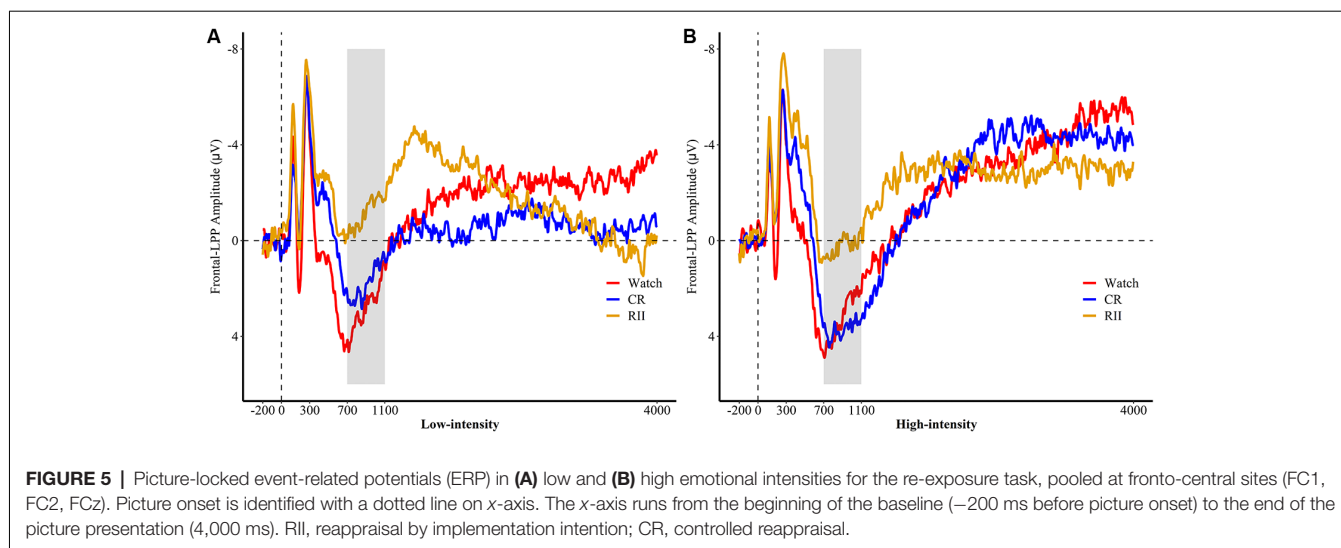 A
B
-8
-4
0
4
Frontal-LPP Amplitude (µV)
Watch
CR
RII
-200 0 300 700 1100 4000
Low-intensity
-8
-4
0
4
Frontal-LPP Amplitude (µV)
Watch
CR
RII
-200 0 300 700 1100 4000
High-intensity
FIGURE 5 | Picture-locked event-related potentials (ERP) in (A) low and (B) high emotional intensities for the re-exposure task, pooled at fronto-central sites (FC1,
FC2, FCz). Picture onset is identified with a dotted line on x-axis. The x-axis runs from the beginning of the baseline (−200 ms before picture onset) to the end of the
picture presentation (4,000 ms). RII, reappraisal by implementation intention; CR, controlled reappraisal.